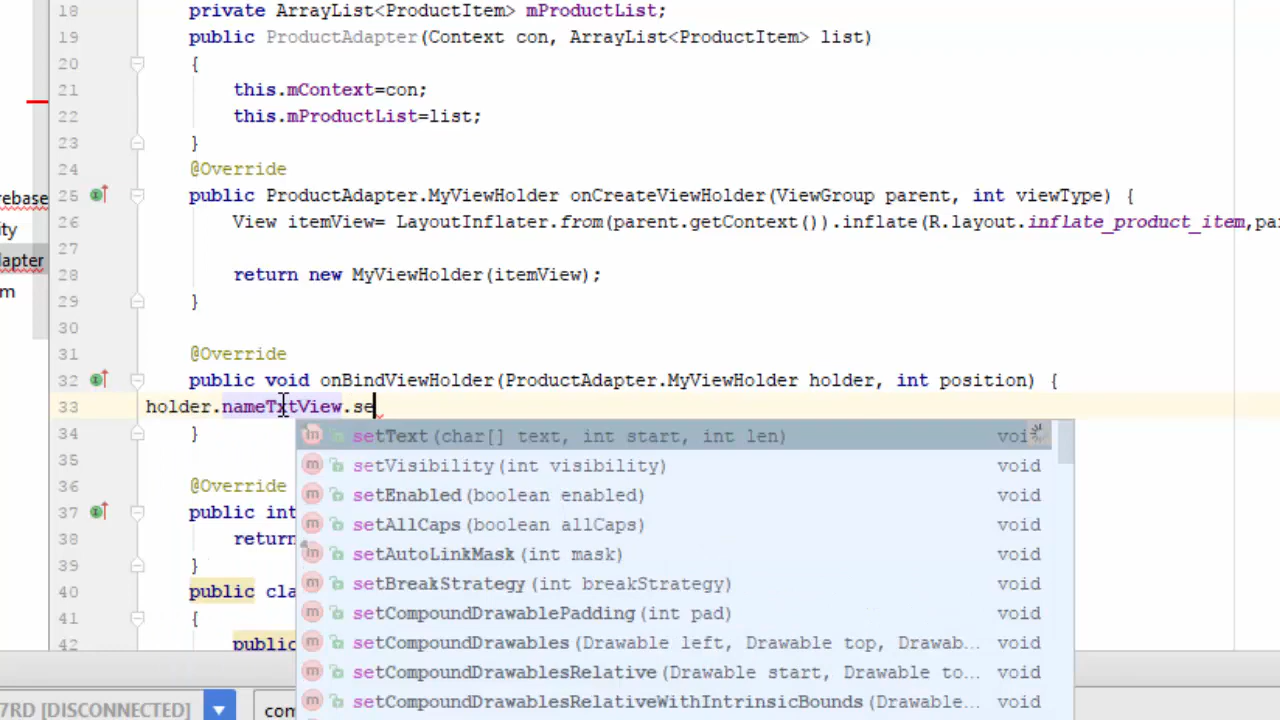 18 private ArrayList<ProductItem> mProductList;
19 public ProductAdapter(Context con, ArrayList<ProductItem> list)
20 {
21 this.mContext=con;
22 this.mProductList=list;
23 }
24 @Override
25 public ProductAdapter.MyViewHolder onCreateViewHolder(ViewGroup parent, int viewType) {
26 View itemView= LayoutInflater.from(parent.getContext()).inflate(R.layout.inflate_product_item,pa
27
28 return new MyViewHolder(itemView);
29 }
30
31 @Override
32 public void onBindViewHolder(ProductAdapter.MyViewHolder holder, int position) {
33 holder.nameTxtView.se
34 }
35
36 @Override
37 public int
38 return
39 }
40 public cla
41 {
42 public
rebase
ity
lapter
m
setText(char[] text, int start, int len) void
setVisibility(int visibility) void
setEnabled(boolean enabled) void
setAllCaps(boolean allCaps) void
setAutoLinkMask(int mask) void
setBreakStrategy(int breakStrategy) void
setCompoundDrawablePadding(int pad) void
setCompoundDrawables(Drawable left, Drawable top, Drawab… void
setCompoundDrawablesRelative(Drawable start, Drawable to… void
setCompoundDrawablesRelativeWithIntrinsicBounds(Drawable… void
7RD [DISCONNECTED] con